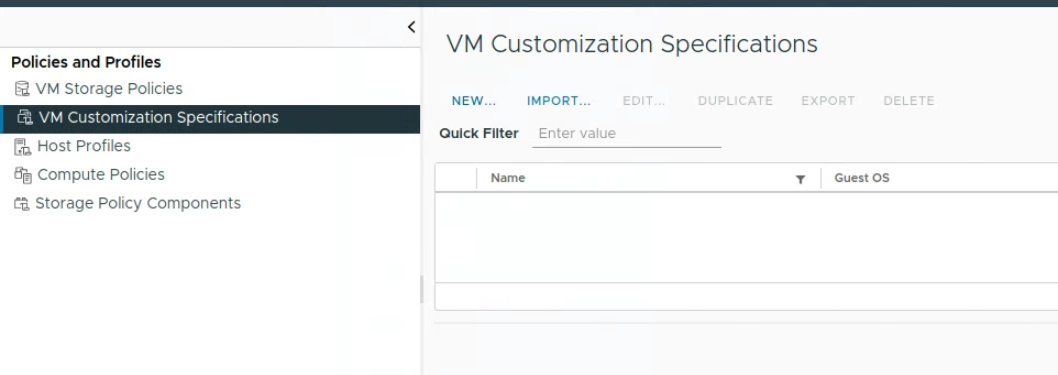 Policies and Profiles
VM Storage Policies
VM Customization Specifications
Host Profiles
Compute Policies
Storage Policy Components
VM Customization Specifications
NEW... IMPORT... EDIT... DUPLICATE EXPORT DELETE
Quick Filter Enter value
Name Guest OS